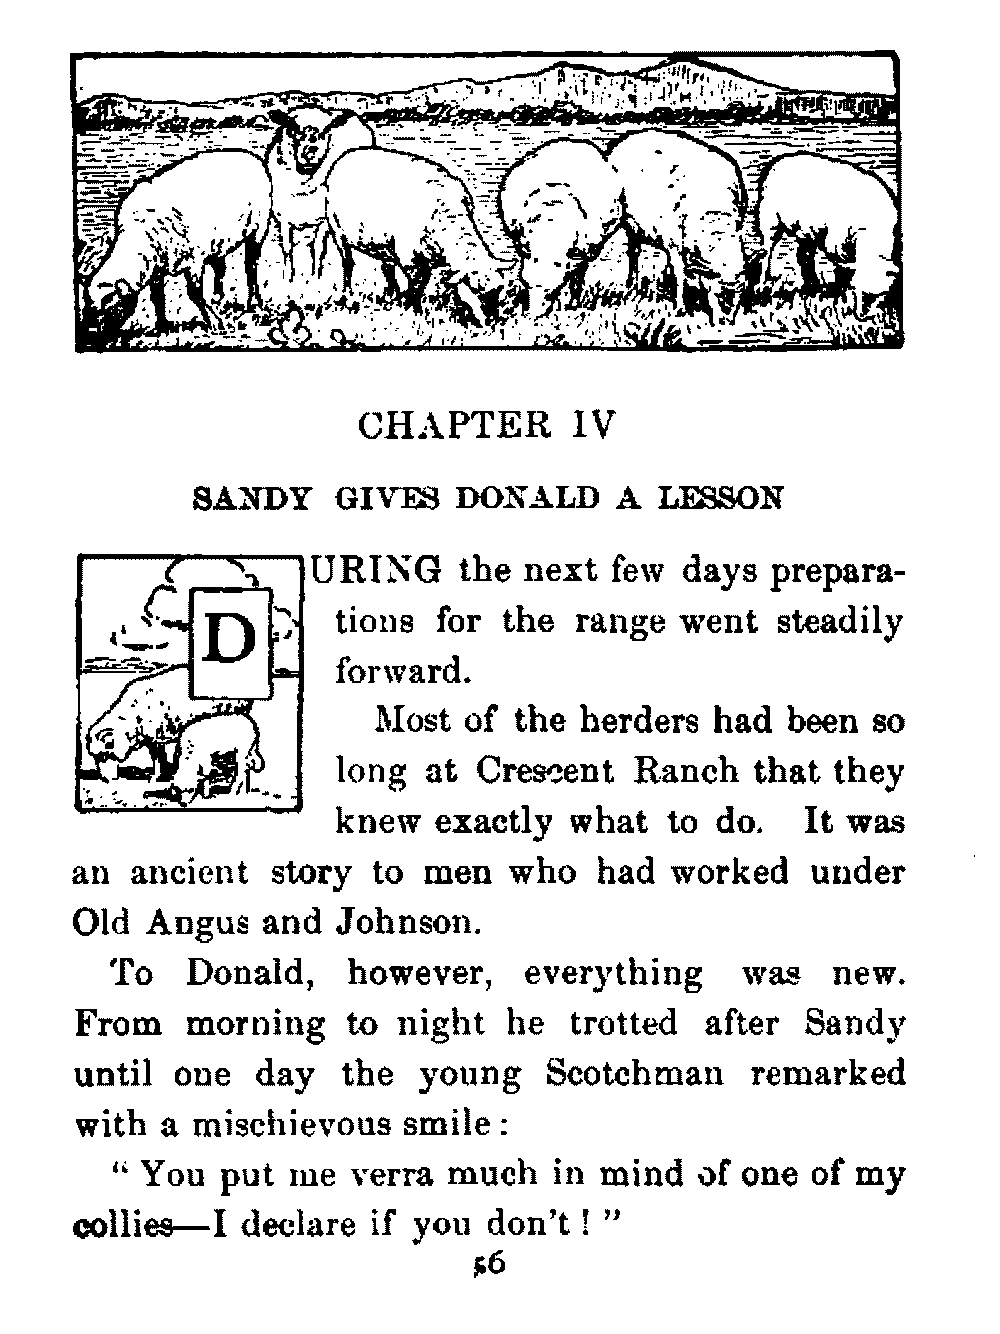 CHAPTER IV
SANDY GIVES DONALD A LESSON
DURING the next few days prepara-
tions for the range went steadily
forward.
Most of the herders had been so
long at Crescent Ranch that they
knew exactly what to do. It was
an ancient story to men who had worked under
Old Angus and Johnson.
To Donald, however, everything was new.
From morning to night he trotted after Sandy
until one day the young Scotchman remarked
with a mischievous smile:
“You put me verra much in mind of one of my
collies—I declare if you don't!”
56